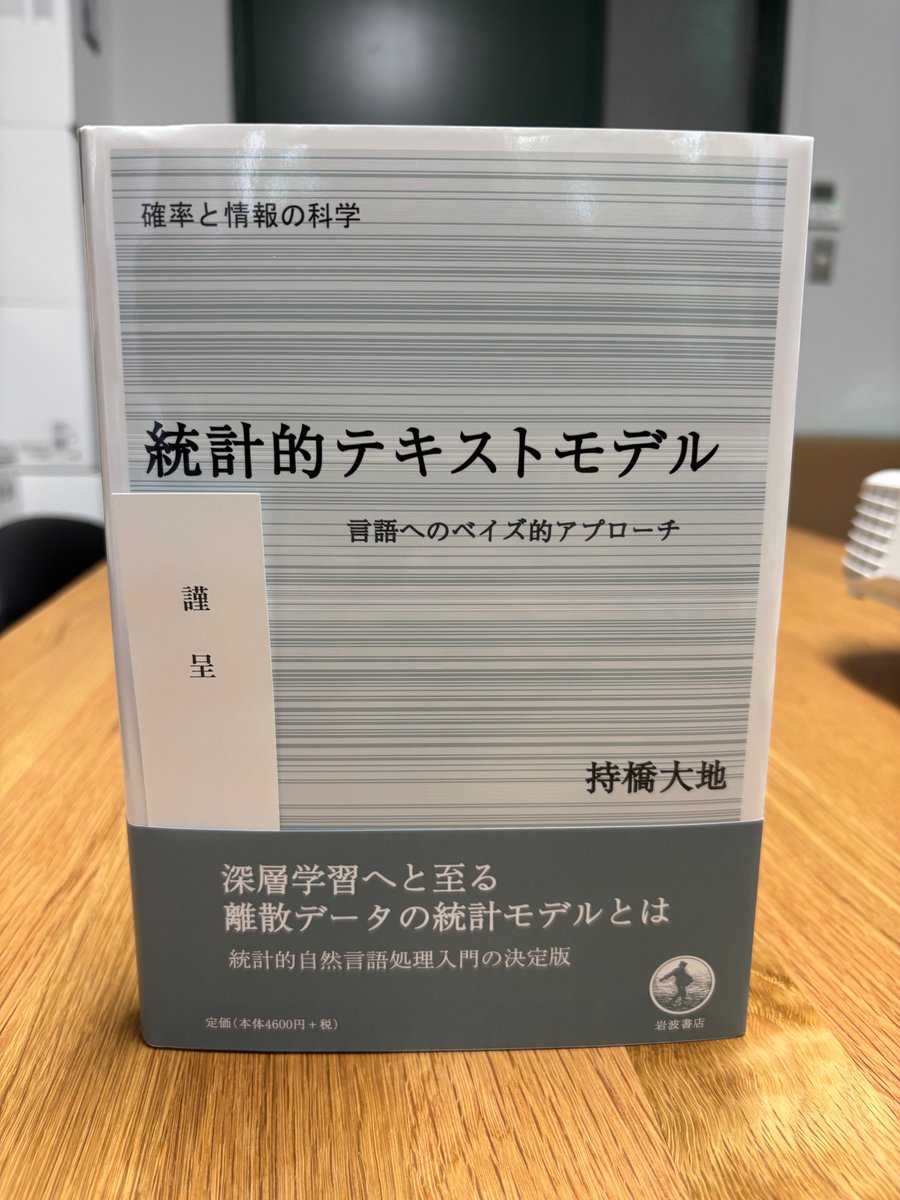 確率と情報の科学
統計的テキストモデル
言語へのベイズ的アプローチ
謹呈
持橋大地
深層学習へと至る
離散データの統計モデルとは
統計的自然言語処理入門の決定版
定価(本体4600円+税)
岩波書店